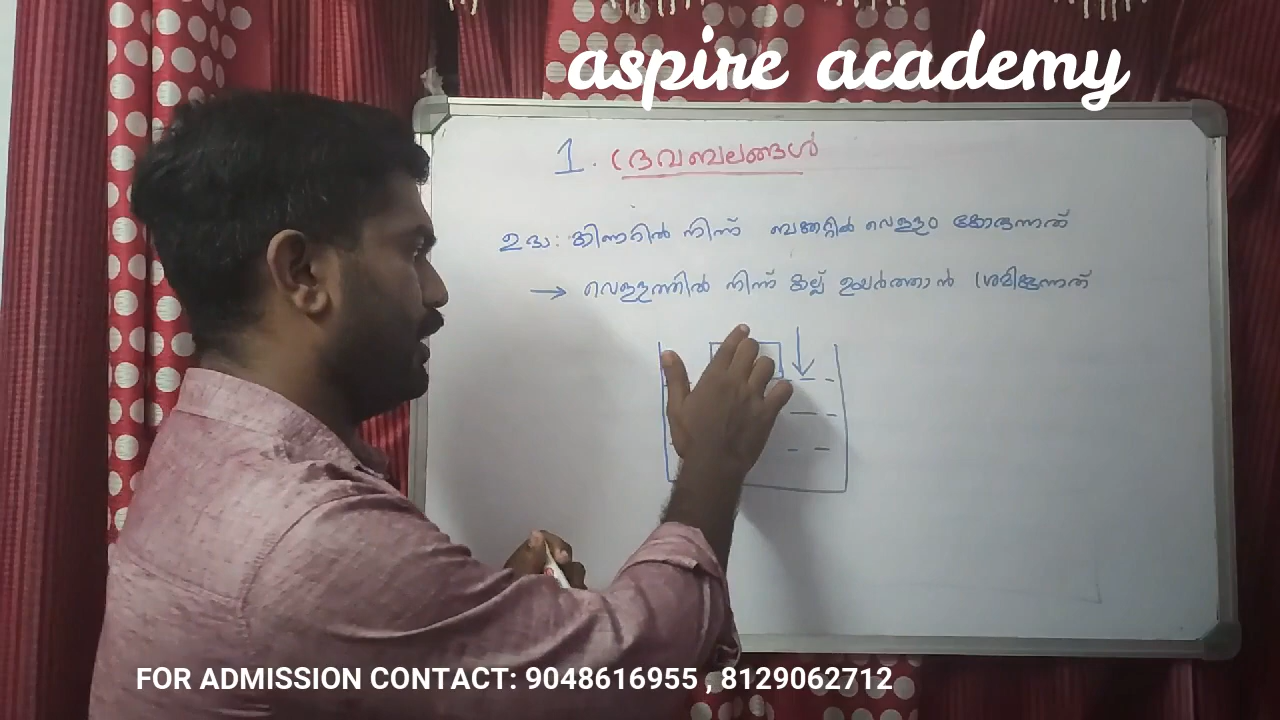 aspire academy
1. ദ്രവബലങ്ങൾ
ഉദാ: കിണറിൽ നിന്ന് ബക്കറ്റിൽ വെള്ളം കോരുന്നത്
→ വെള്ളത്തിൽ നിന്ന് കല്ല് ഉയർത്താൻ ശ്രമിക്കുന്നത്
FOR ADMISSION CONTACT: 9048616955 , 8129062712